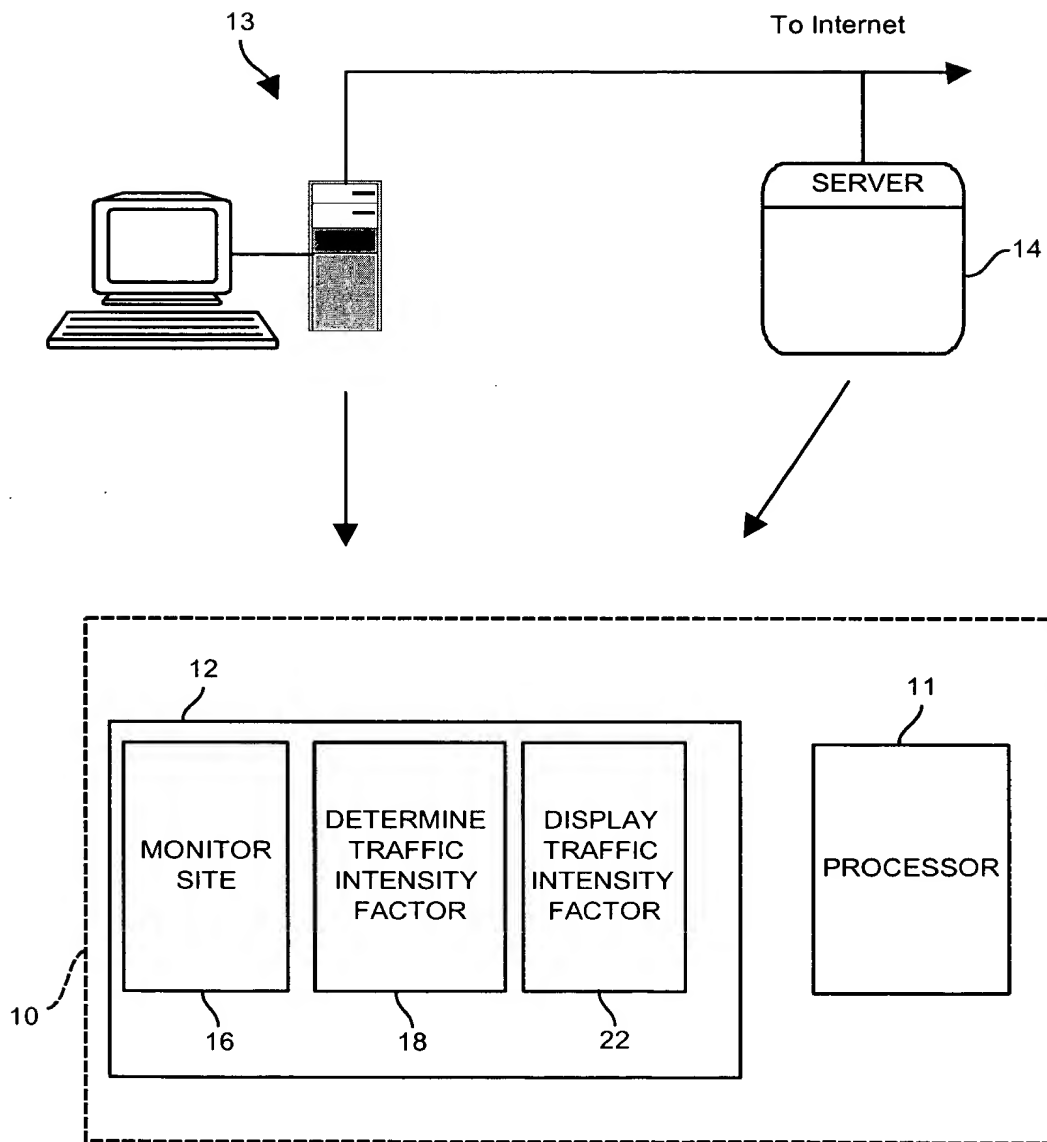 13
To Internet
SERVER
14
12
11
MONITOR
SITE
DETERMINE
TRAFFIC
INTENSITY
FACTOR
DISPLAY
TRAFFIC
INTENSITY
FACTOR
PROCESSOR
10
16
18
22